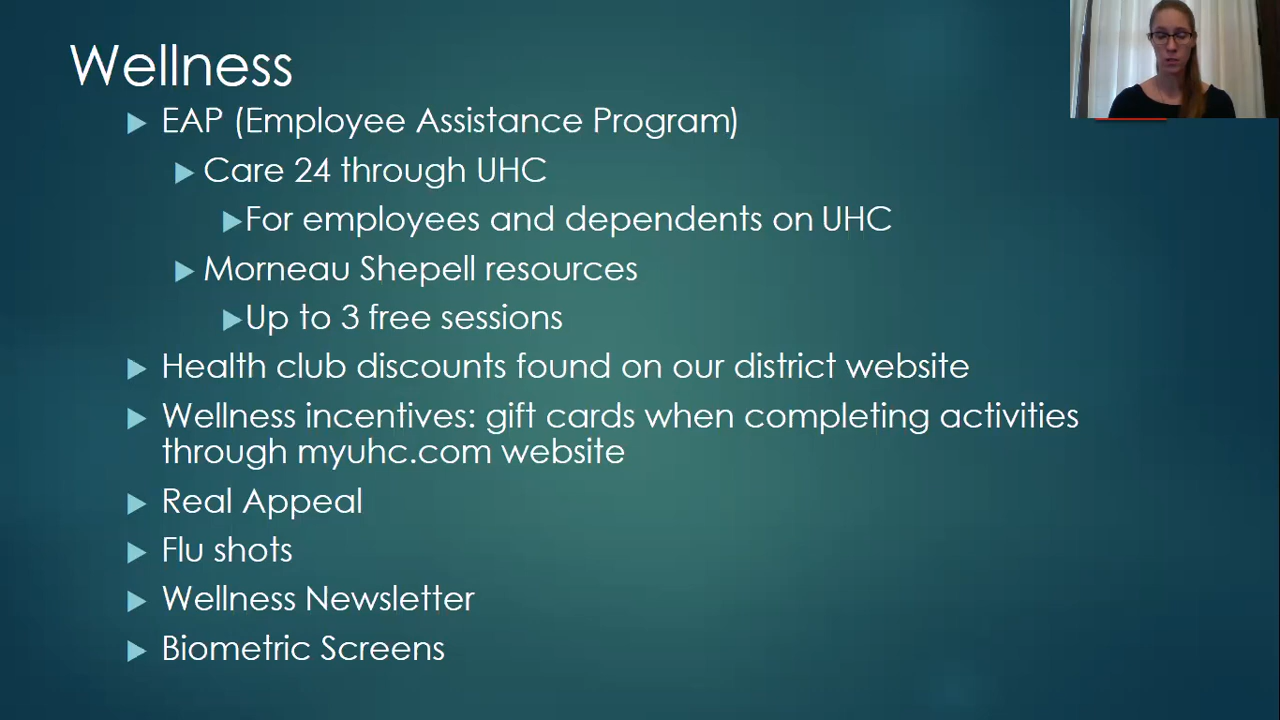 Wellness
EAP (Employee Assistance Program)
Care 24 through UHC
For employees and dependents on UHC
Morneau Shepell resources
Up to 3 free sessions
Health club discounts found on our district website
Wellness incentives: gift cards when completing activities
through myuhc.com website
Real Appeal
Flu shots
Wellness Newsletter
Biometric Screens